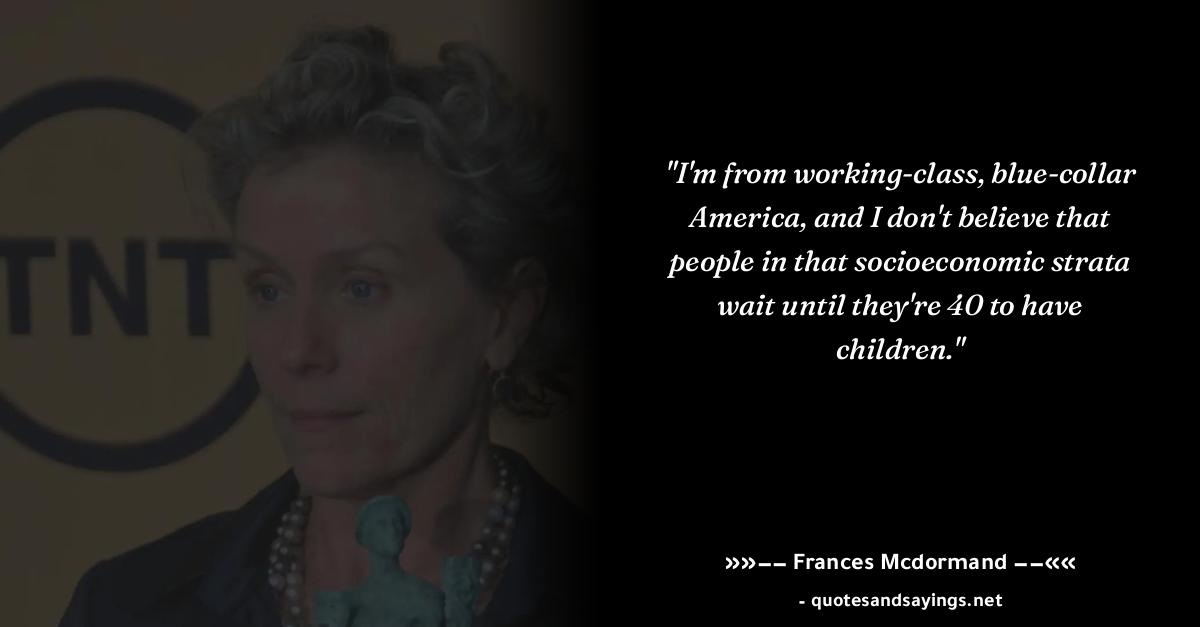 TNT
"I'm from working-class, blue-collar
America, and I don't believe that
people in that socioeconomic strata
wait until they're 40 to have
children."
»»−− Frances Mcdormand −−««
- quotesandsayings.net